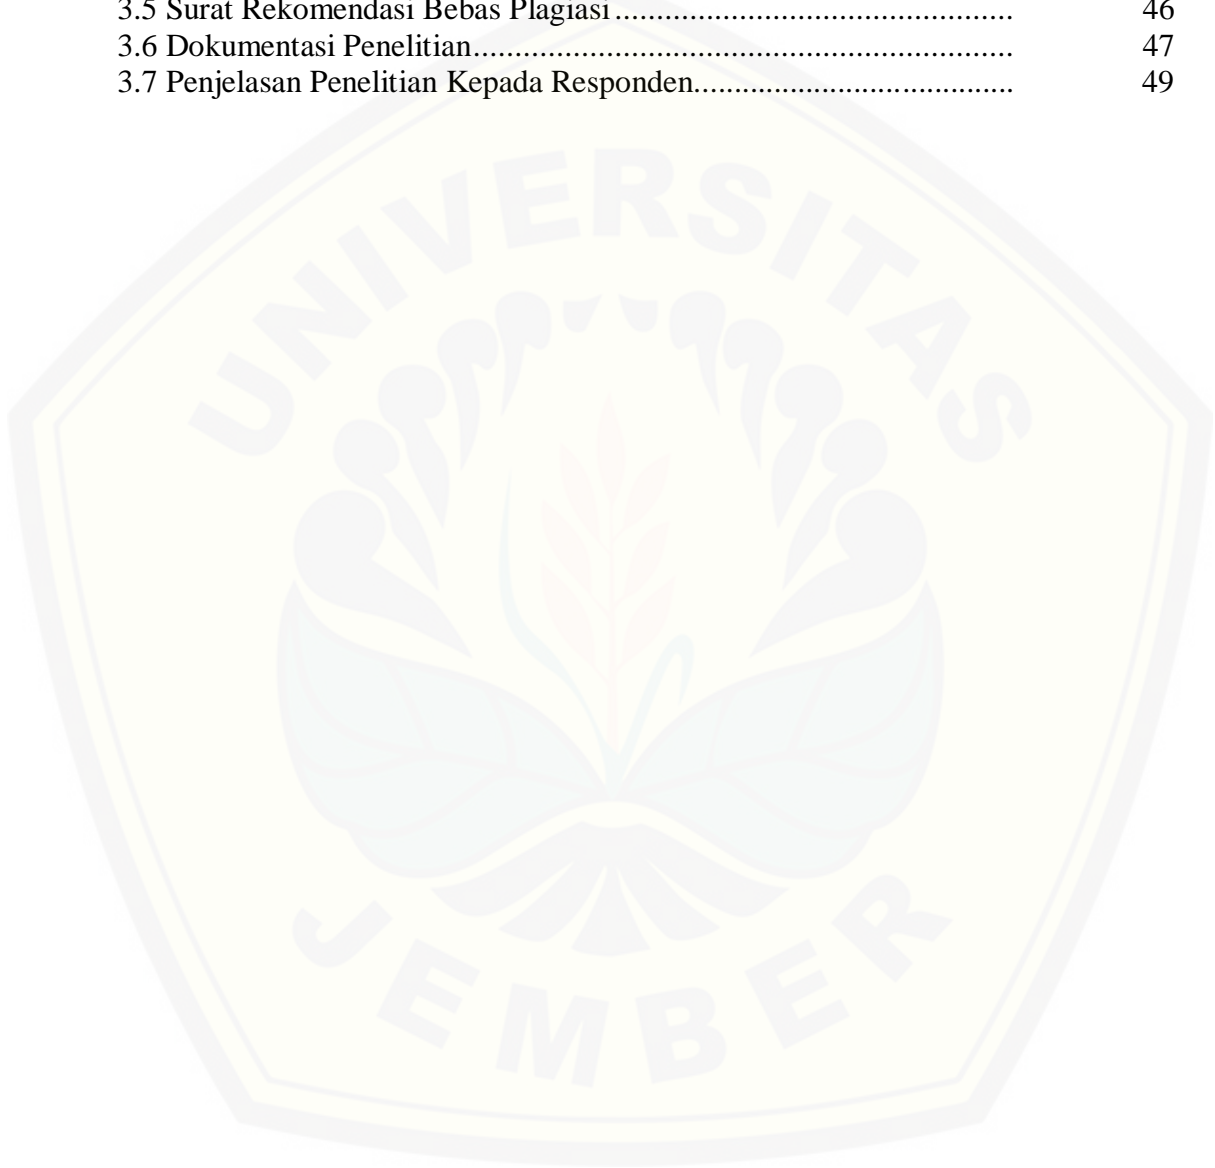 3.5 Surat Rekomendasi Bebas Plagiasi.................................................. 46
3.6 Dokumentasi Penelitian.................................................................... 47
3.7 Penjelasan Penelitian Kepada Responden........................................ 49
UNIVERSITAS
JEMBER